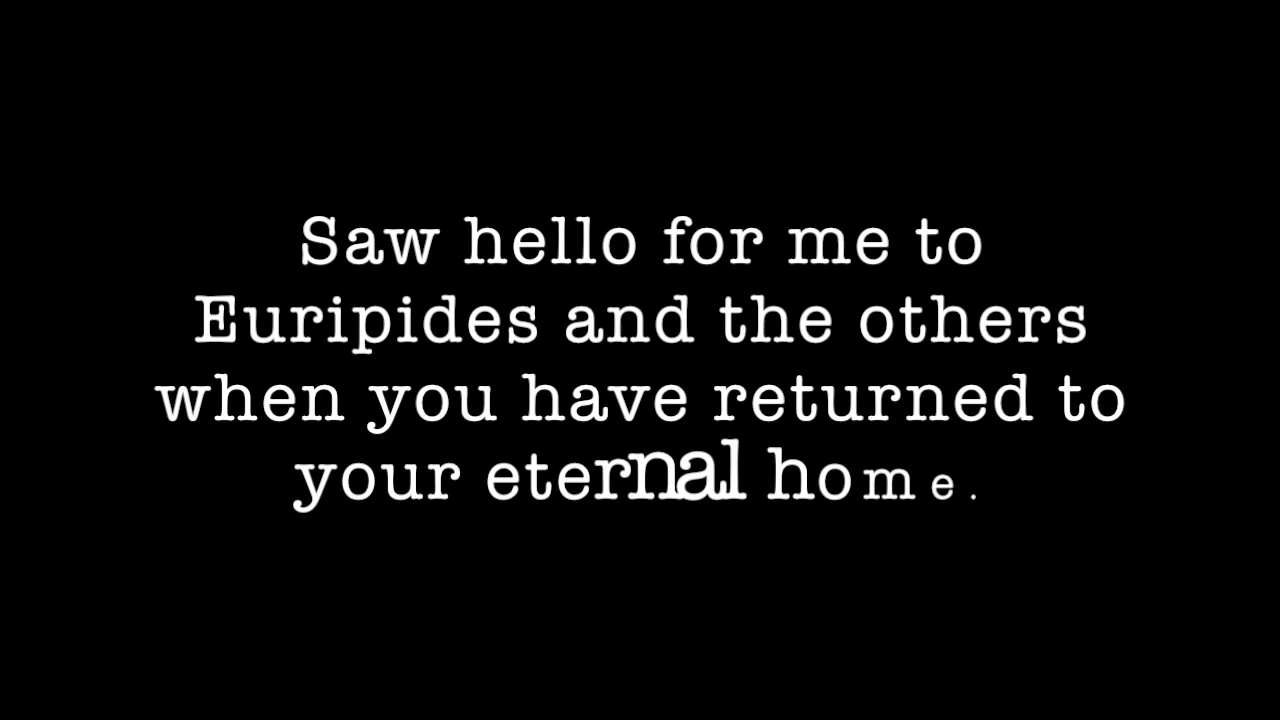 Saw hello for me to
Euripides and the others
when you have returned to
your eternal home.